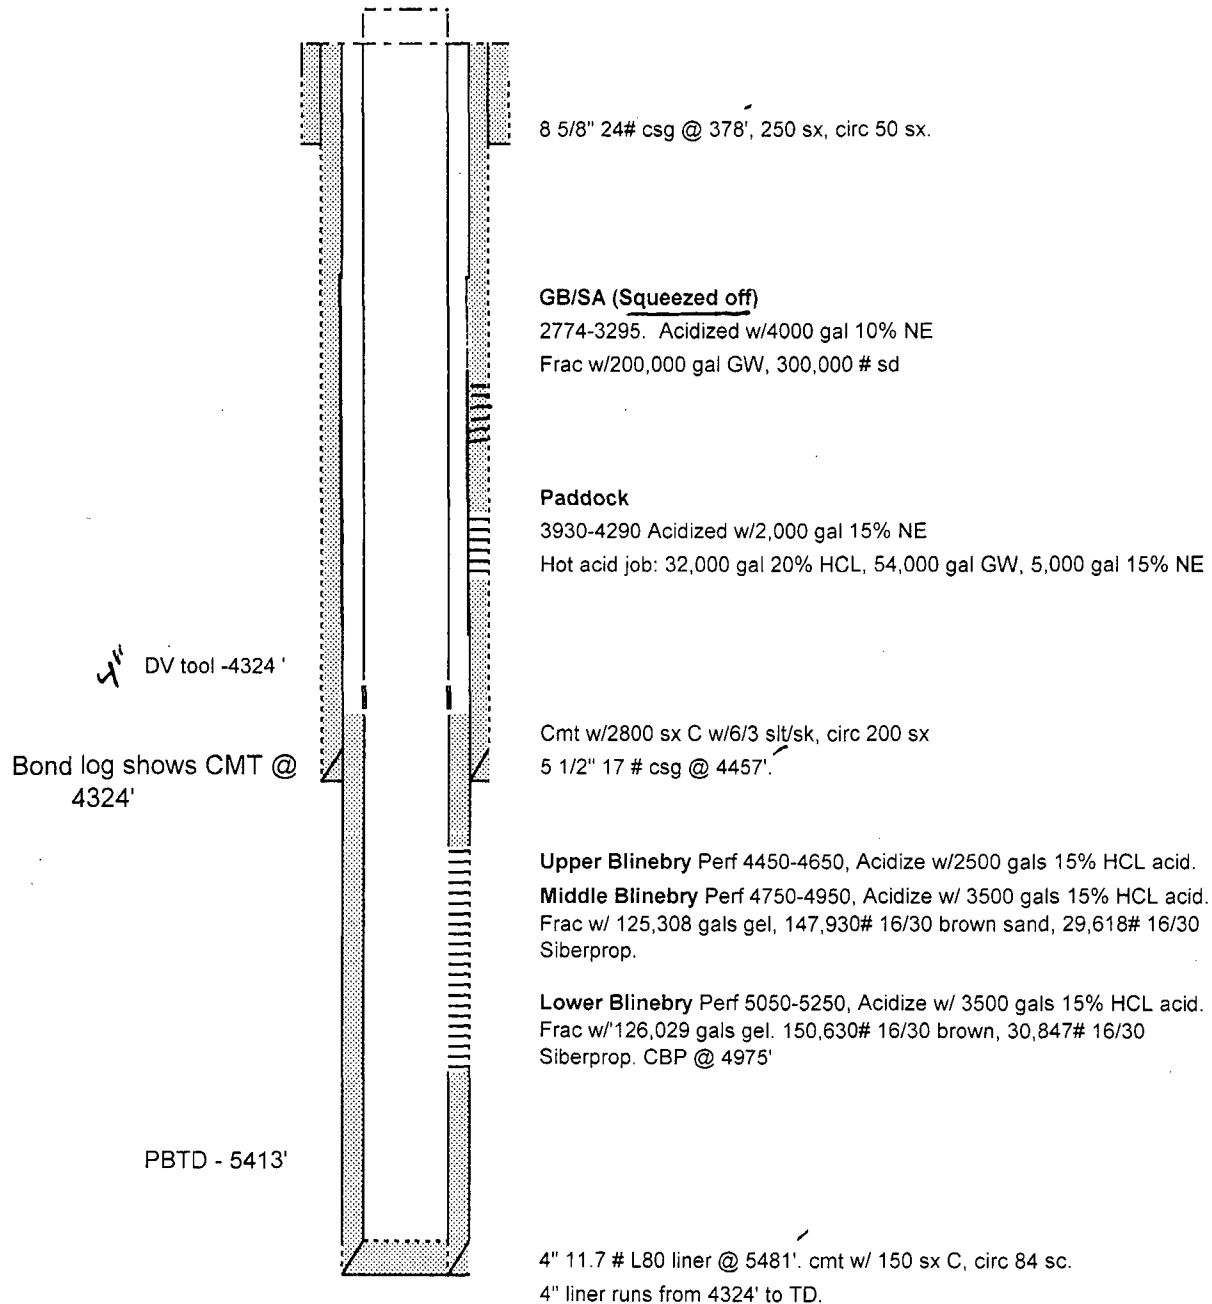 8 5/8" 24# csg @ 378', 250 sx, circ 50 sx.
GB/SA (Squeezed off)
2774-3295. Acidized w/4000 gal 10% NE
Frac w/200,000 gal GW, 300,000 # sd
Paddock
3930-4290 Acidized w/2,000 gal 15% NE
Hot acid job: 32,000 gal 20% HCL, 54,000 gal GW, 5,000 gal 15% NE
4" DV tool -4324 '
Cmt w/2800 sx C w/6/3 slt/sk, circ 200 sx
5 1/2" 17 # csg @ 4457'.
Bond log shows CMT @
4324'
Upper Blinebry Perf 4450-4650, Acidize w/2500 gals 15% HCL acid.
Middle Blinebry Perf 4750-4950, Acidize w/ 3500 gals 15% HCL acid.
Frac w/ 125,308 gals gel, 147,930# 16/30 brown sand, 29,618# 16/30
Siberprop.
Lower Blinebry Perf 5050-5250, Acidize w/ 3500 gals 15% HCL acid.
Frac w/'126,029 gals gel. 150,630# 16/30 brown, 30,847# 16/30
Siberprop. CBP @ 4975'
PBTD - 5413'
4" 11.7 # L80 liner @ 5481'. cmt w/ 150 sx C, circ 84 sc.
4" liner runs from 4324' to TD.